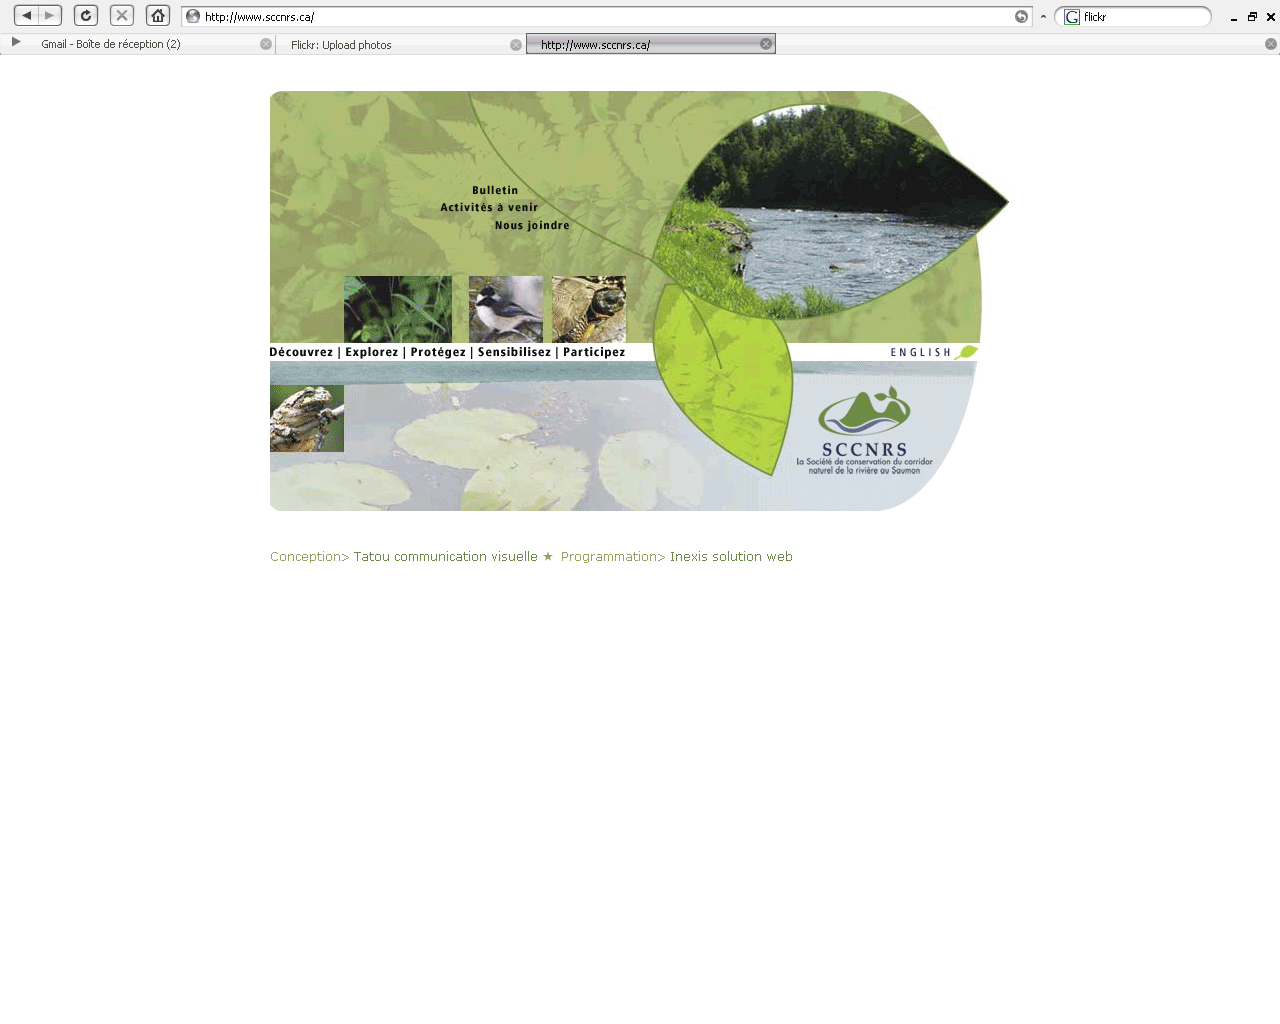 http://www.sccnrs.ca/
flickr
Gmail - Boîte de réception (2)
Flickr: Upload photos
http://www.sccnrs.ca/
Bulletin
Activités à venir
Nous joindre
Découvrez | Explorez | Protégez | Sensibilisez | Participez
ENGLISH
SCCNRS
La Société de conservation du corridor
naturel de la rivière au Saumon
Conception> Tatou communication visuelle ★ Programmation> Inexis solution web